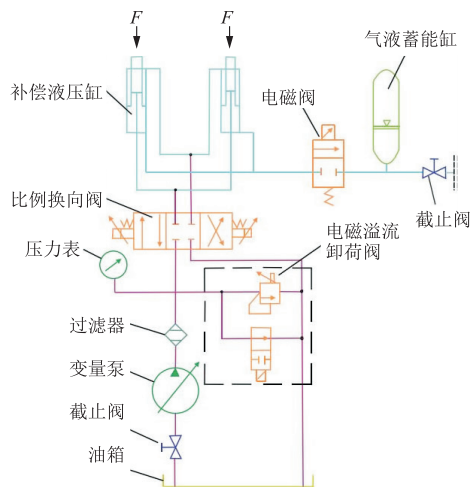 F
F
气液蓄能缸
补偿液压缸
电磁阀
比例换向阀
截止阀
压力表
电磁溢流
卸荷阀
过滤器
变量泵
截止阀
油箱